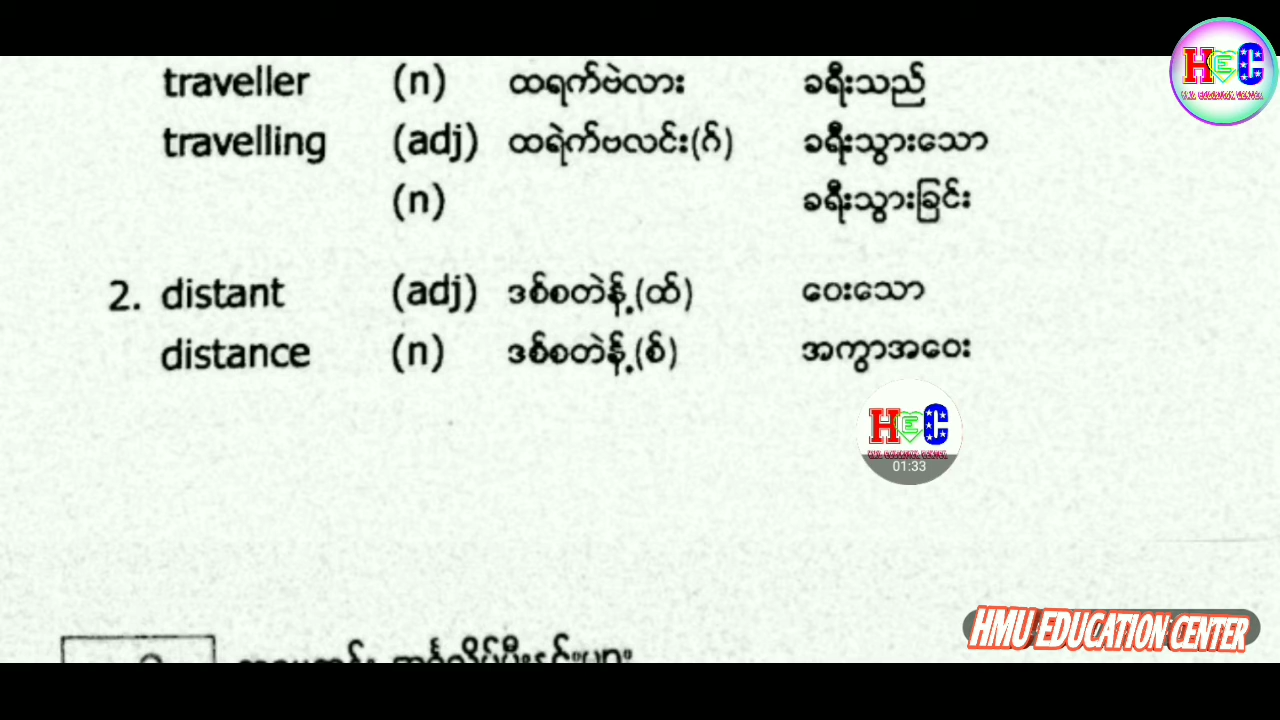 HEC
traveller (n) ထရက်ဗဲလား ခရီးသည်
travelling (adj) ထရဲက်ဗလင်း(ဂ်) ခရီးသွားသော
(n) ခရီးသွားခြင်း
2. distant (adj) ဒစ်စတဲန့်(ထ်) ဝေးသော
distance (n) ဒစ်စတဲန့်(စ်) အကွာအဝေး
HEC
01:33
HMU EDUCATION CENTER